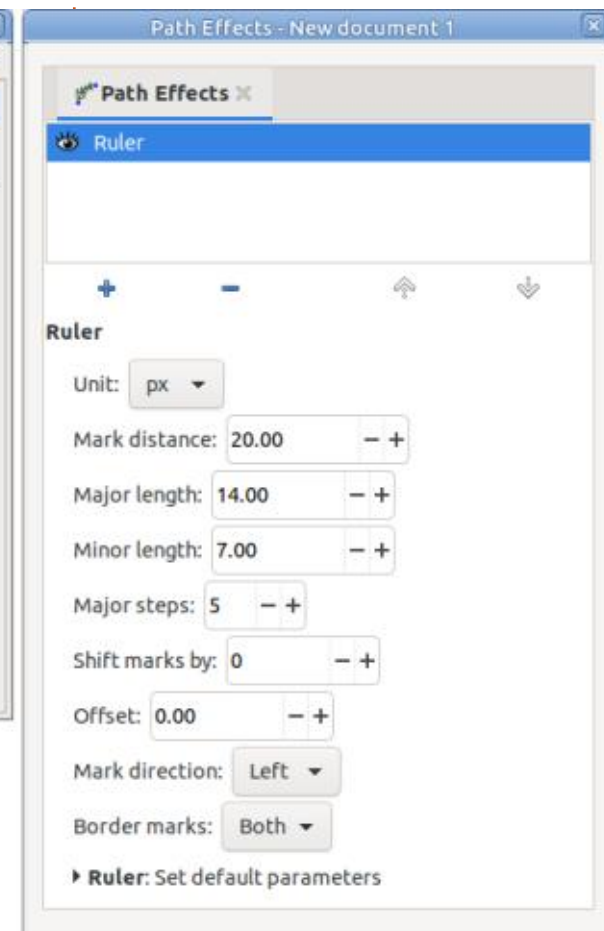 Path Effects - New document 1
Path Effects
Ruler
Ruler
Unit: px
Mark distance: 20.00
Major length: 14.00
Minor length: 7.00
Major steps: 5
Shift marks by: 0
Offset: 0.00
Mark direction: Left
Border marks: Both
Ruler: Set default parameters